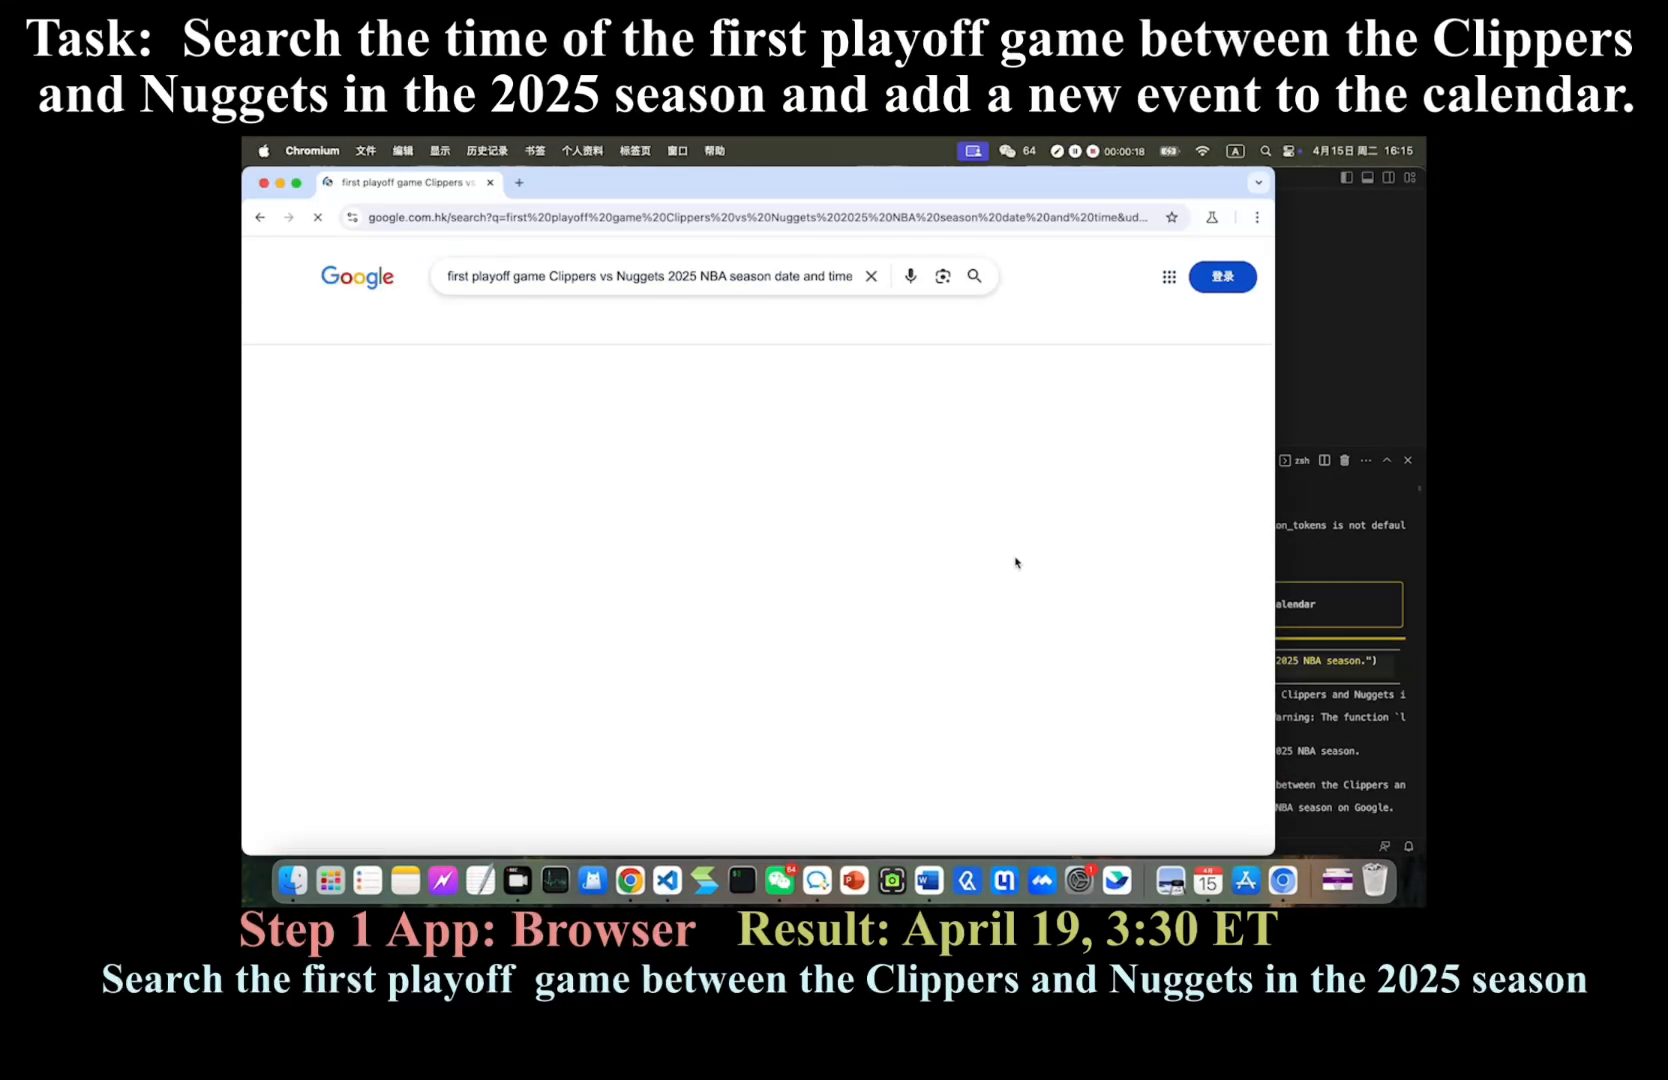 Task: Search the time of the first playoff game between the Clippers
and Nuggets in the 2025 season and add a new event to the calendar.
Chromium 文件 编辑 显示 历史记录 书签 个人资料 标签页 窗口 帮助 64 00:00:18 A 4月15日 周二 16:15
first playoff game Clippers vs
google.com.hk/search?q=first%20playoff%20game%20Clippers%20vs%20Nuggets%202025%20NBA%20season%20date%20and%20time&ud...
Google first playoff game Clippers vs Nuggets 2025 NBA season date and time 登录
zsh
on_tokens is not defaul
alendar
2025 NBA season.")
Clippers and Nuggets i
arning: The function `l
025 NBA season.
between the Clippers an
NBA season on Google.
64 1 15
Step 1 App: Browser Result: April 19, 3:30 ET
Search the first playoff game between the Clippers and Nuggets in the 2025 season